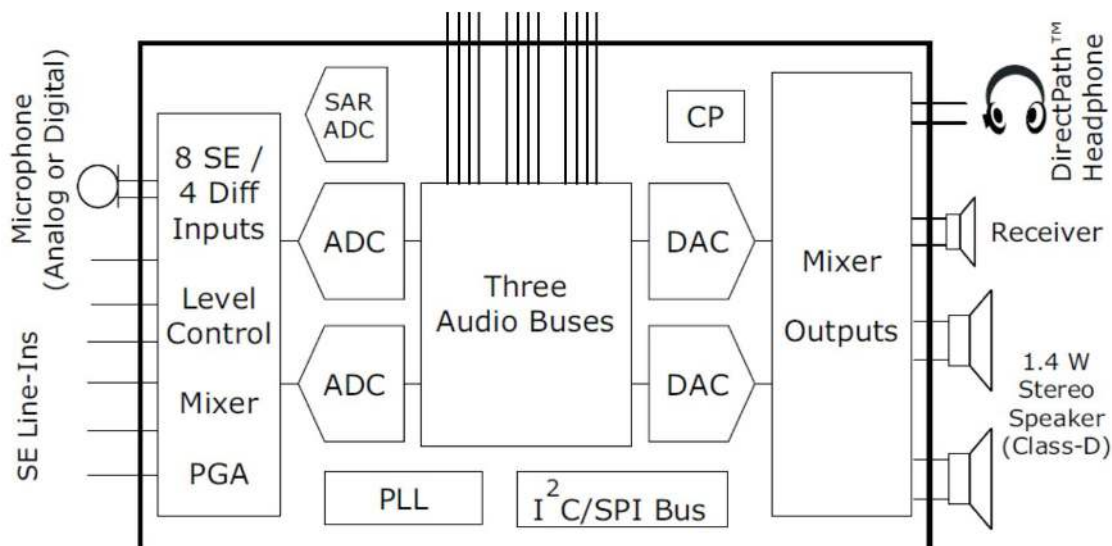 Microphone
(Analog or Digital)
SE Line-Ins
8 SE /
4 Diff
Inputs
Level
Control
Mixer
PGA
SAR
ADC
ADC
ADC
Three
Audio Buses
PLL
I²C/SPI Bus
CP
DAC
DAC
Mixer
Outputs
DirectPath™
Headphone
Receiver
1.4 W
Stereo
Speaker
(Class-D)